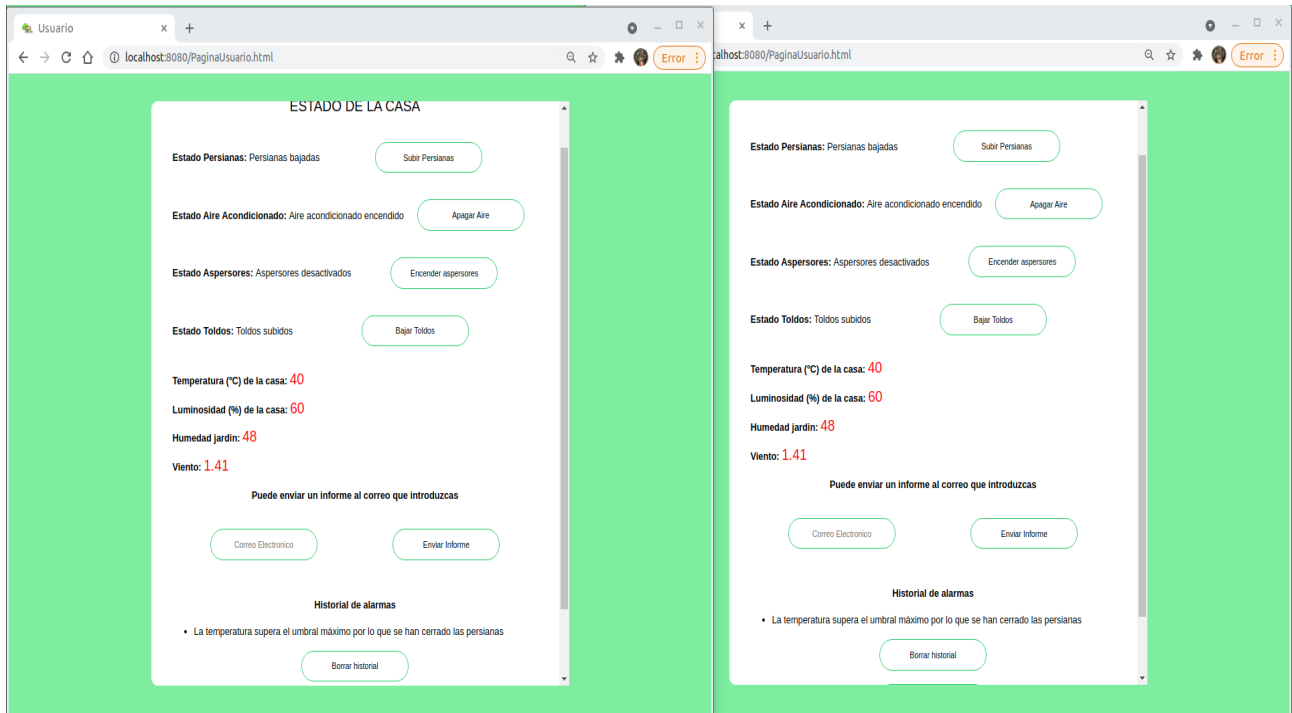 Usuario
localhost:8080/PaginaUsuario.html
Error
ESTADO DE LA CASA
Estado Persianas: Persianas bajadas
Subir Persianas
Estado Aire Acondicionado: Aire acondicionado encendido
Apagar Aire
Estado Aspersores: Aspersores desactivados
Encender aspersores
Estado Toldos: Toldos subidos
Bajar Toldos
Temperatura (ºC) de la casa: 40
Luminosidad (%) de la casa: 60
Humedad jardin: 48
Viento: 1.41
Puede enviar un informe al correo que introduzcas
Correo Electronico
Enviar Informe
Historial de alarmas
• La temperatura supera el umbral máximo por lo que se han cerrado las persianas
Borrar historial
alhost:8080/PaginaUsuario.html
Error
Estado Persianas: Persianas bajadas
Subir Persianas
Estado Aire Acondicionado: Aire acondicionado encendido
Apagar Aire
Estado Aspersores: Aspersores desactivados
Encender aspersores
Estado Toldos: Toldos subidos
Bajar Toldos
Temperatura (ºC) de la casa: 40
Luminosidad (%) de la casa: 60
Humedad jardin: 48
Viento: 1.41
Puede enviar un informe al correo que introduzcas
Correo Electronico
Enviar Informe
Historial de alarmas
• La temperatura supera el umbral máximo por lo que se han cerrado las persianas
Borrar historial